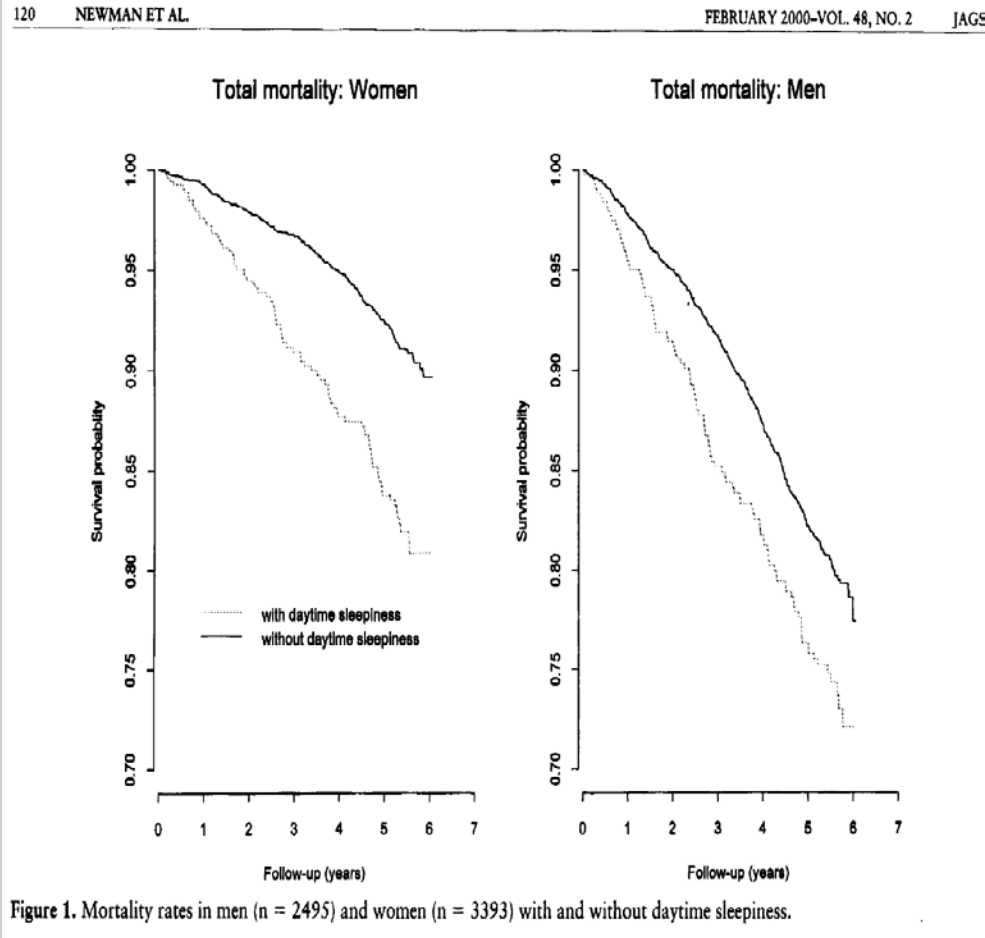 120 NEWMAN ET AL. FEBRUARY 2000–VOL. 48, NO. 2 JAGS
Total mortality: Women
Total mortality: Men
1.00
0.95
0.90
0.85
0.80
0.75
0.70
Survival probablity
with daytime sleepiness
without daytime sleepiness
0 1 2 3 4 5 6 7
Follow-up (years)
1.00
0.95
0.90
0.85
0.80
0.75
0.70
Survival probablity
0 1 2 3 4 5 6 7
Follow-up (years)
Figure 1. Mortality rates in men (n = 2495) and women (n = 3393) with and without daytime sleepiness.